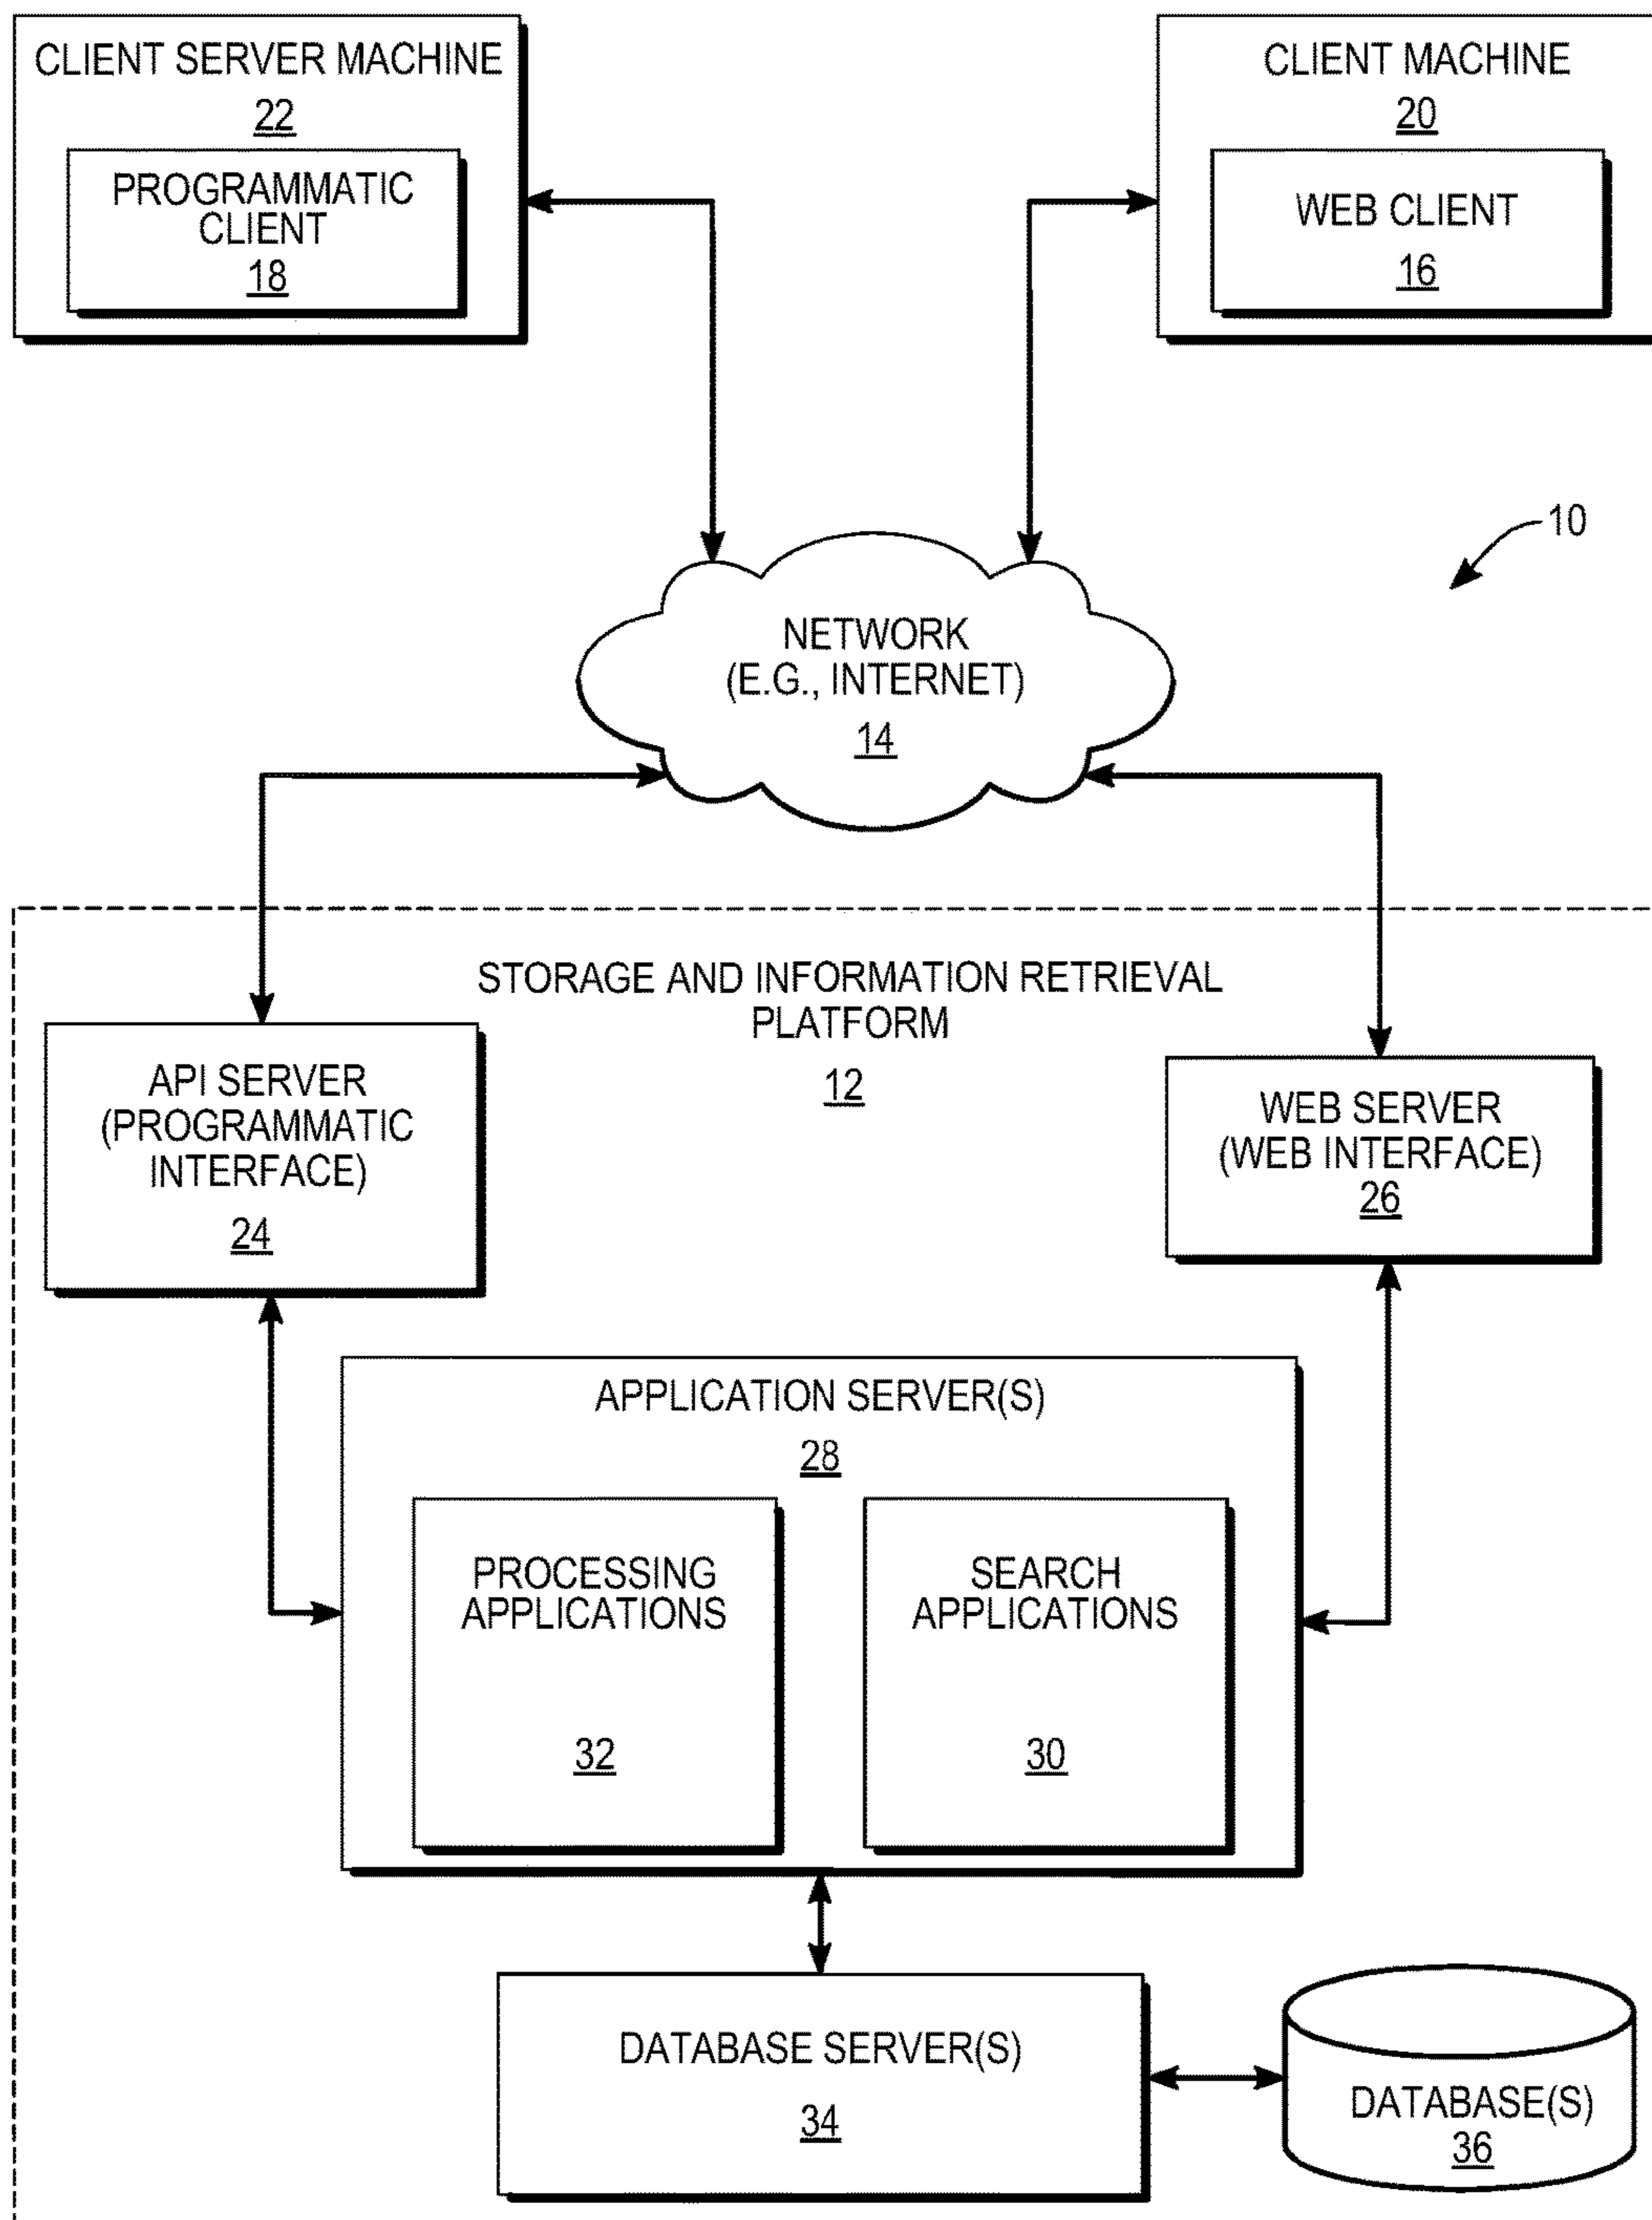 CLIENT SERVER MACHINE
22
PROGRAMMATIC
CLIENT
18
CLIENT MACHINE
20
WEB CLIENT
16
10
NETWORK
(E.G., INTERNET)
14
STORAGE AND INFORMATION RETRIEVAL
PLATFORM
12
API SERVER
(PROGRAMMATIC
INTERFACE)
24
WEB SERVER
(WEB INTERFACE)
26
APPLICATION SERVER(S)
28
PROCESSING
APPLICATIONS
32
SEARCH
APPLICATIONS
30
DATABASE SERVER(S)
34
DATABASE(S)
36